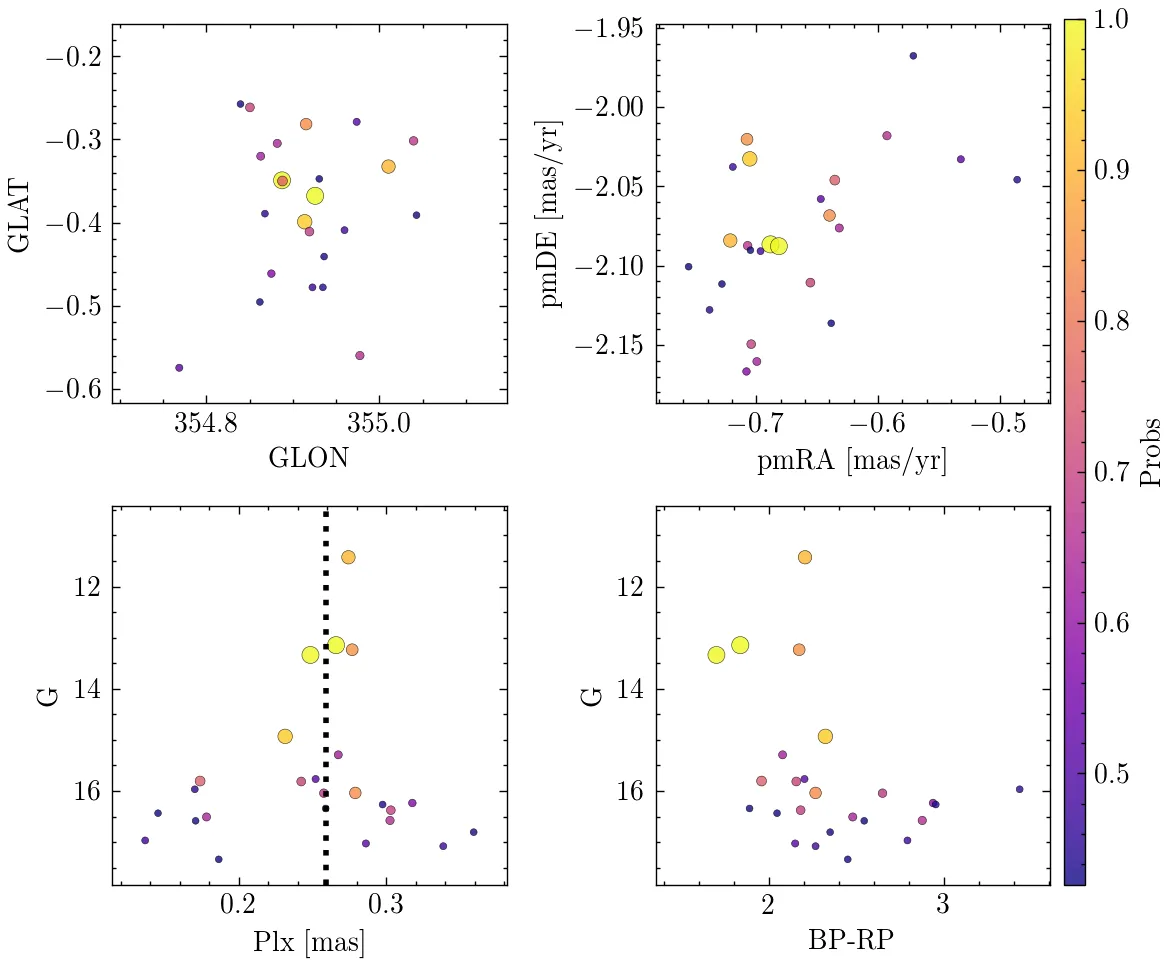 −0.2
−0.3
−0.4
−0.5
−0.6
GLAT
354.8 355.0
GLON
−1.95
−2.00
−2.05
−2.10
−2.15
pmDE [mas/yr]
−0.7 −0.6 −0.5
pmRA [mas/yr]
12
14
16
G
0.2 0.3
Plx [mas]
12
14
16
G
2 3
BP-RP
1.0
0.9
0.8
0.7
0.6
0.5
Probs